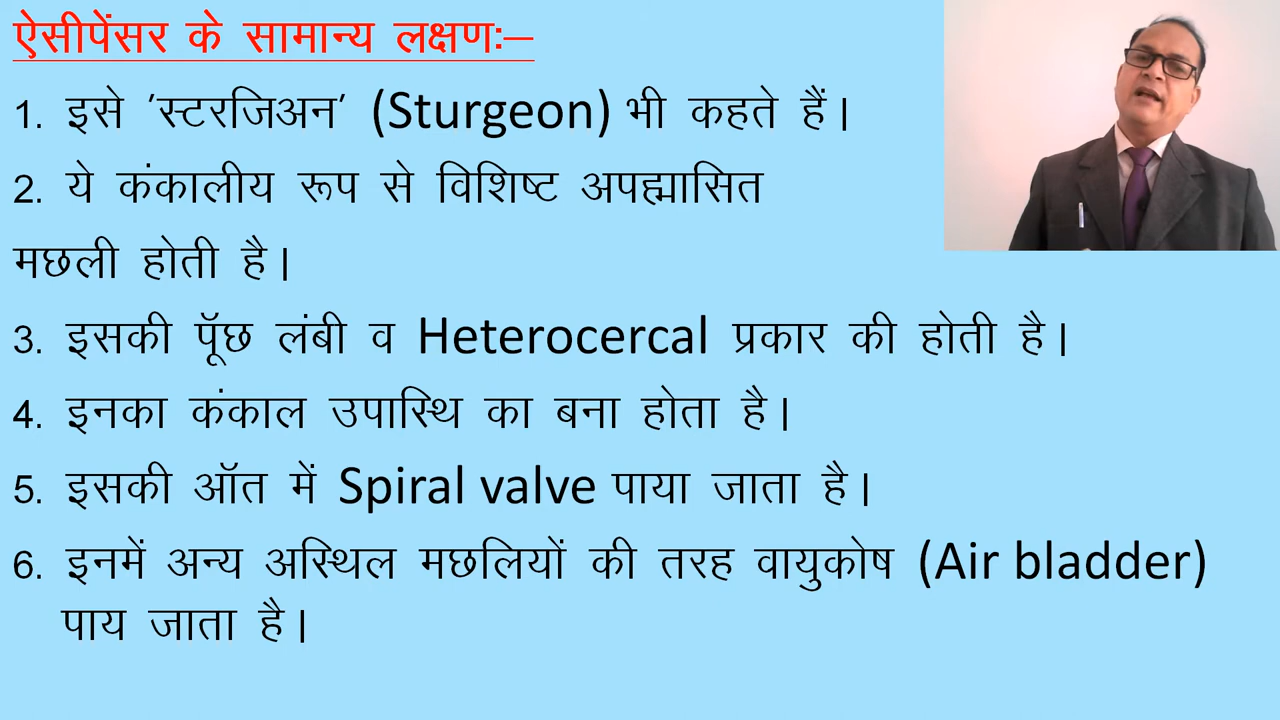 ऐसीपेंसर के सामान्य लक्षणः–
1. इसे 'स्टरजिअन' (Sturgeon) भी कहते हैं।
2. ये कंकालीय रूप से विशिष्ट अपह्मासित
मछली होती है।
3. इसकी पॅूछ लंबी व Heterocercal प्रकार की होती है।
4. इनका कंकाल उपास्थि का बना होता है।
5. इसकी ऑत में Spiral valve पाया जाता है।
6. इनमें अन्य अस्थिल मछलियों की तरह वायुकोष (Air bladder)
पाय जाता है।